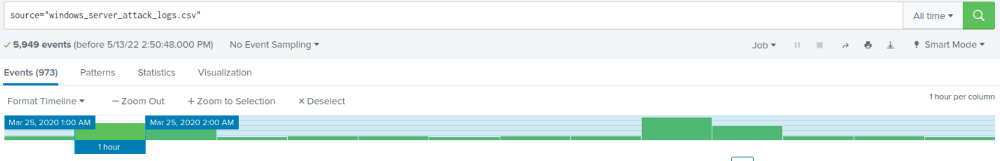 source="windows_server_attack_logs.csv" All time
5,949 events (before 5/13/22 2:50:48.000 PM) No Event Sampling Job Smart Mode
Events (973) Patterns Statistics Visualization
Format Timeline — Zoom Out + Zoom to Selection × Deselect 1 hour per column
Mar 25, 2020 1:00 AM Mar 25, 2020 2:00 AM
1 hour